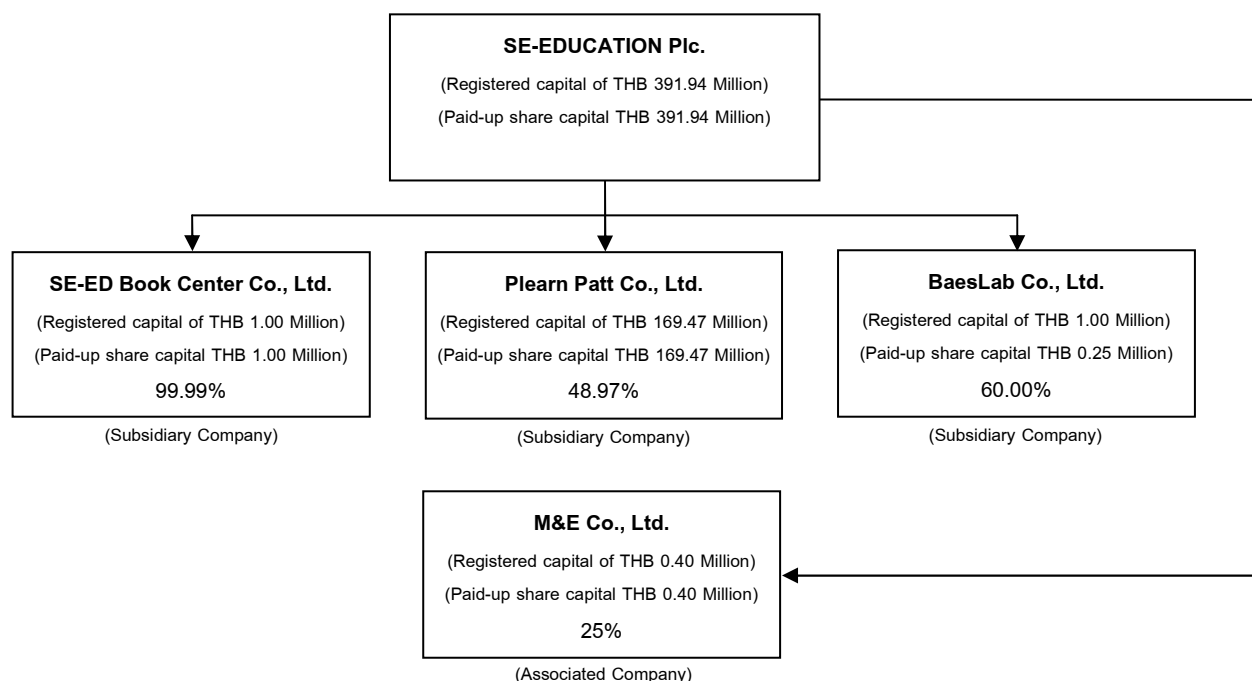 SE-EDUCATION Plc.
(Registered capital of THB 391.94 Million)
(Paid-up share capital THB 391.94 Million)
SE-ED Book Center Co., Ltd.
(Registered capital of THB 1.00 Million)
(Paid-up share capital THB 1.00 Million)
99.99%
(Subsidiary Company)
Plearn Patt Co., Ltd.
(Registered capital of THB 169.47 Million)
(Paid-up share capital THB 169.47 Million)
48.97%
(Subsidiary Company)
BaesLab Co., Ltd.
(Registered capital of THB 1.00 Million)
(Paid-up share capital THB 0.25 Million)
60.00%
(Subsidiary Company)
M&E Co., Ltd.
(Registered capital of THB 0.40 Million)
(Paid-up share capital THB 0.40 Million)
25%
(Associated Company)